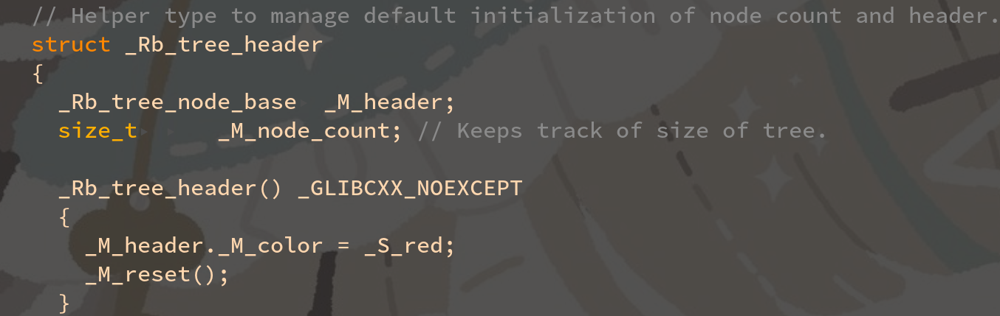 // Helper type to manage default initialization of node count and header.
struct _Rb_tree_header
{
  _Rb_tree_node_base  _M_header;
  size_t      _M_node_count; // Keeps track of size of tree.

  _Rb_tree_header() _GLIBCXX_NOEXCEPT
  {
    _M_header._M_color = _S_red;
    _M_reset();
  }